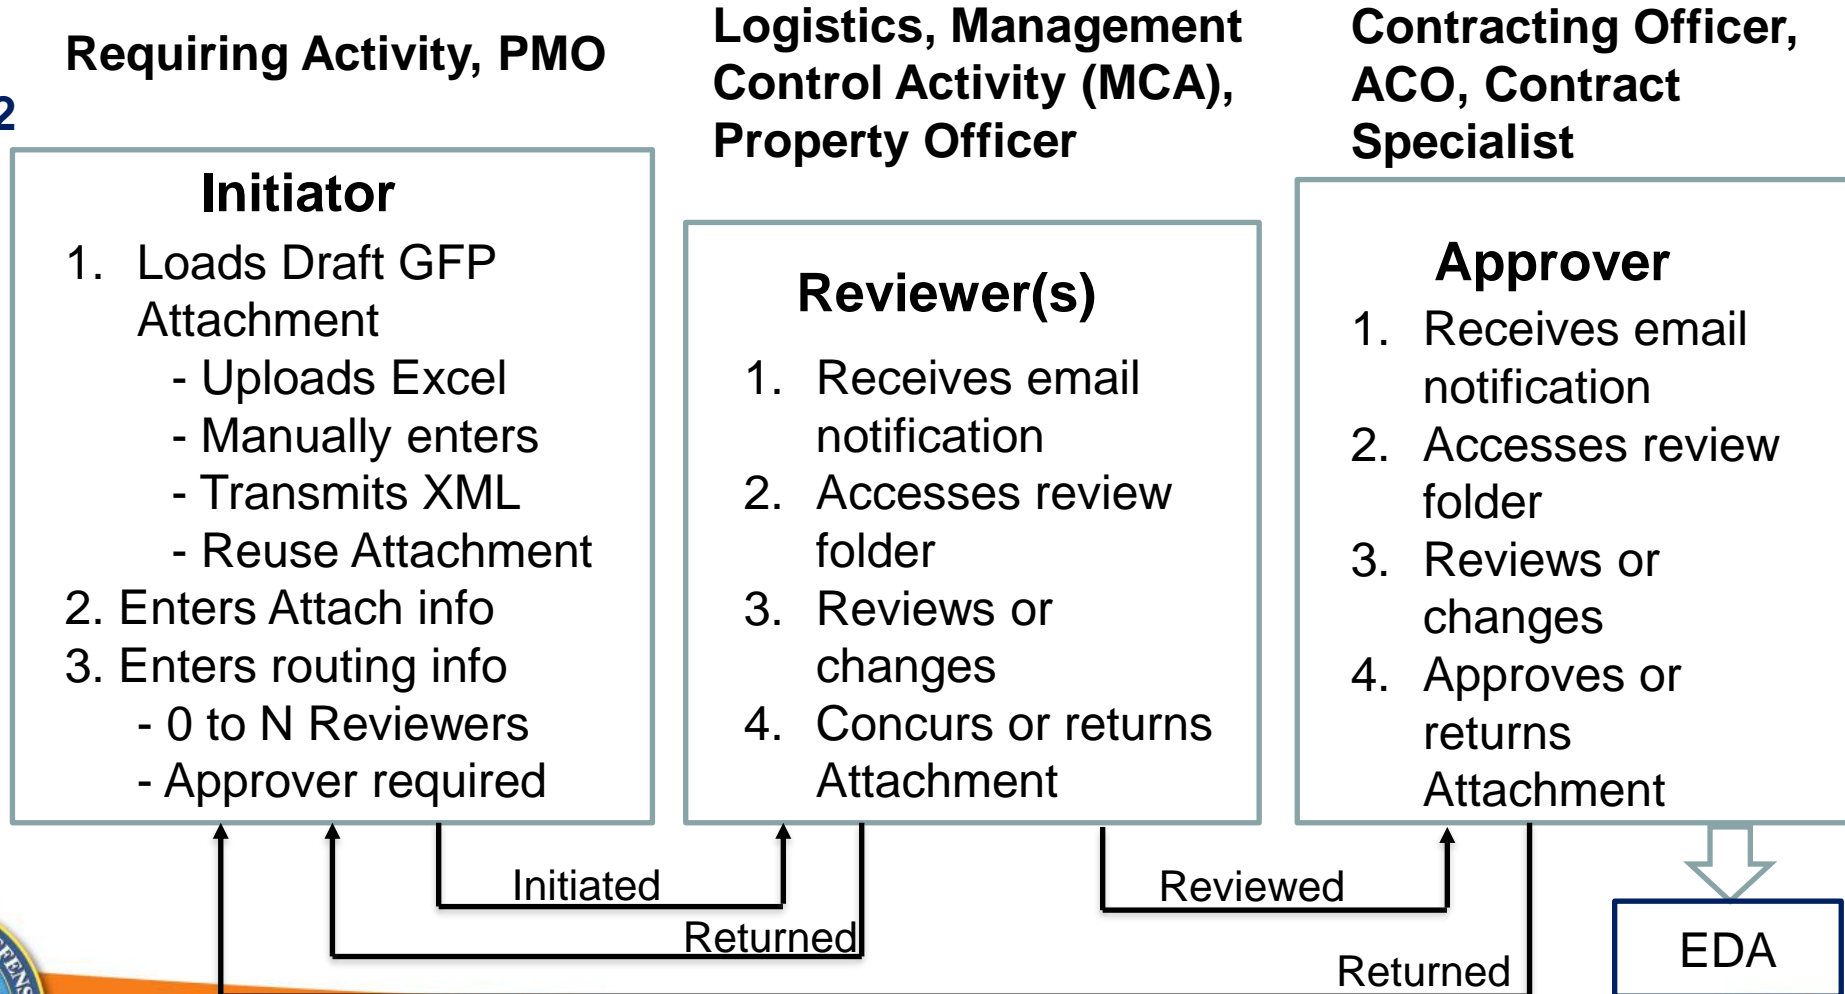 Requiring Activity, PMO
2
Initiator
1. Loads Draft GFP
Attachment
- Uploads Excel
- Manually enters
- Transmits XML
- Reuse Attachment
2. Enters Attach info
3. Enters routing info
- 0 to N Reviewers
- Approver required
Logistics, Management
Control Activity (MCA),
Property Officer
Reviewer(s)
1. Receives email
notification
2. Accesses review
folder
3. Reviews or
changes
4. Concurs or returns
Attachment
Contracting Officer,
ACO, Contract
Specialist
Approver
1. Receives email
notification
2. Accesses review
folder
3. Reviews or
changes
4. Approves or
returns
Attachment
Initiated
Returned
Reviewed
Returned
EDA